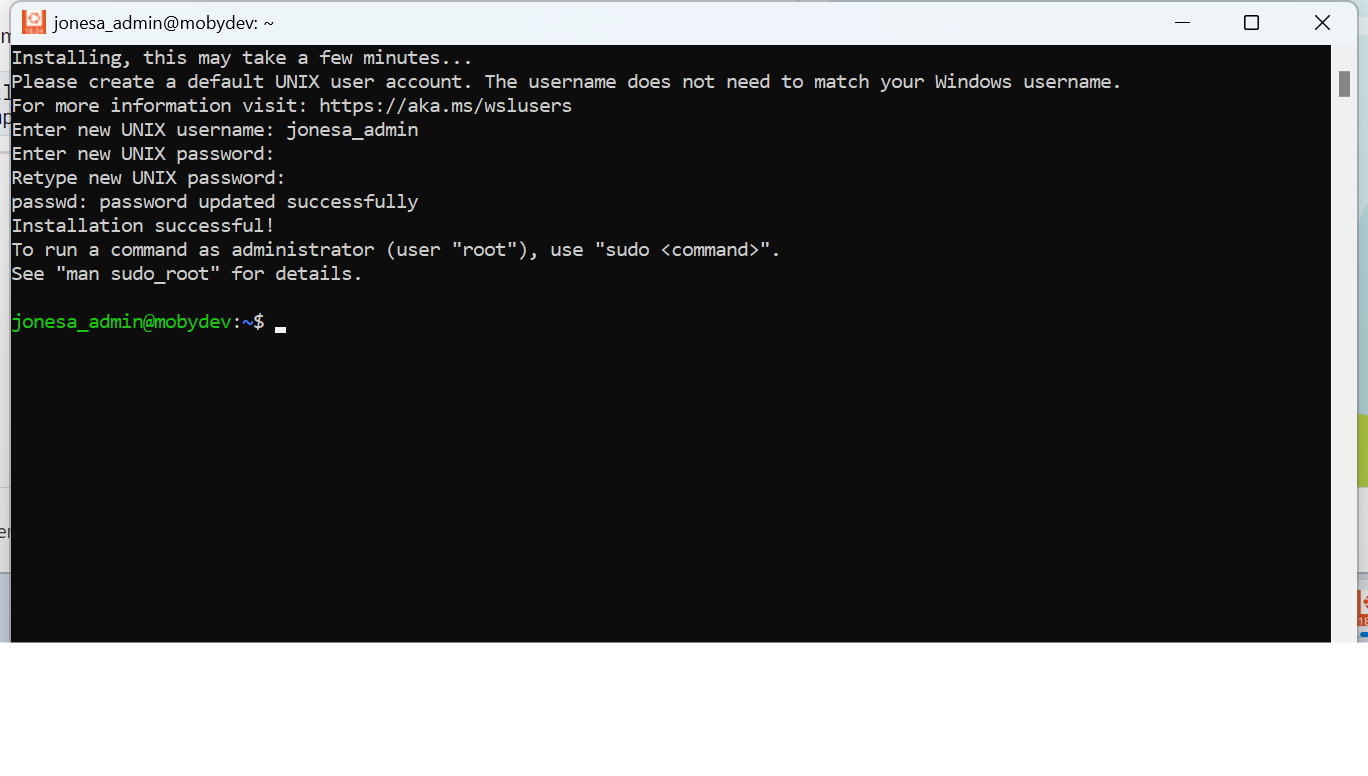 jonesa_admin@mobydev: ~
Installing, this may take a few minutes...
Please create a default UNIX user account. The username does not need to match your Windows username.
For more information visit: https://aka.ms/wslusers
Enter new UNIX username: jonesa_admin
Enter new UNIX password:
Retype new UNIX password:
passwd: password updated successfully
Installation successful!
To run a command as administrator (user "root"), use "sudo <command>".
See "man sudo_root" for details.
jonesa_admin@mobydev:~$